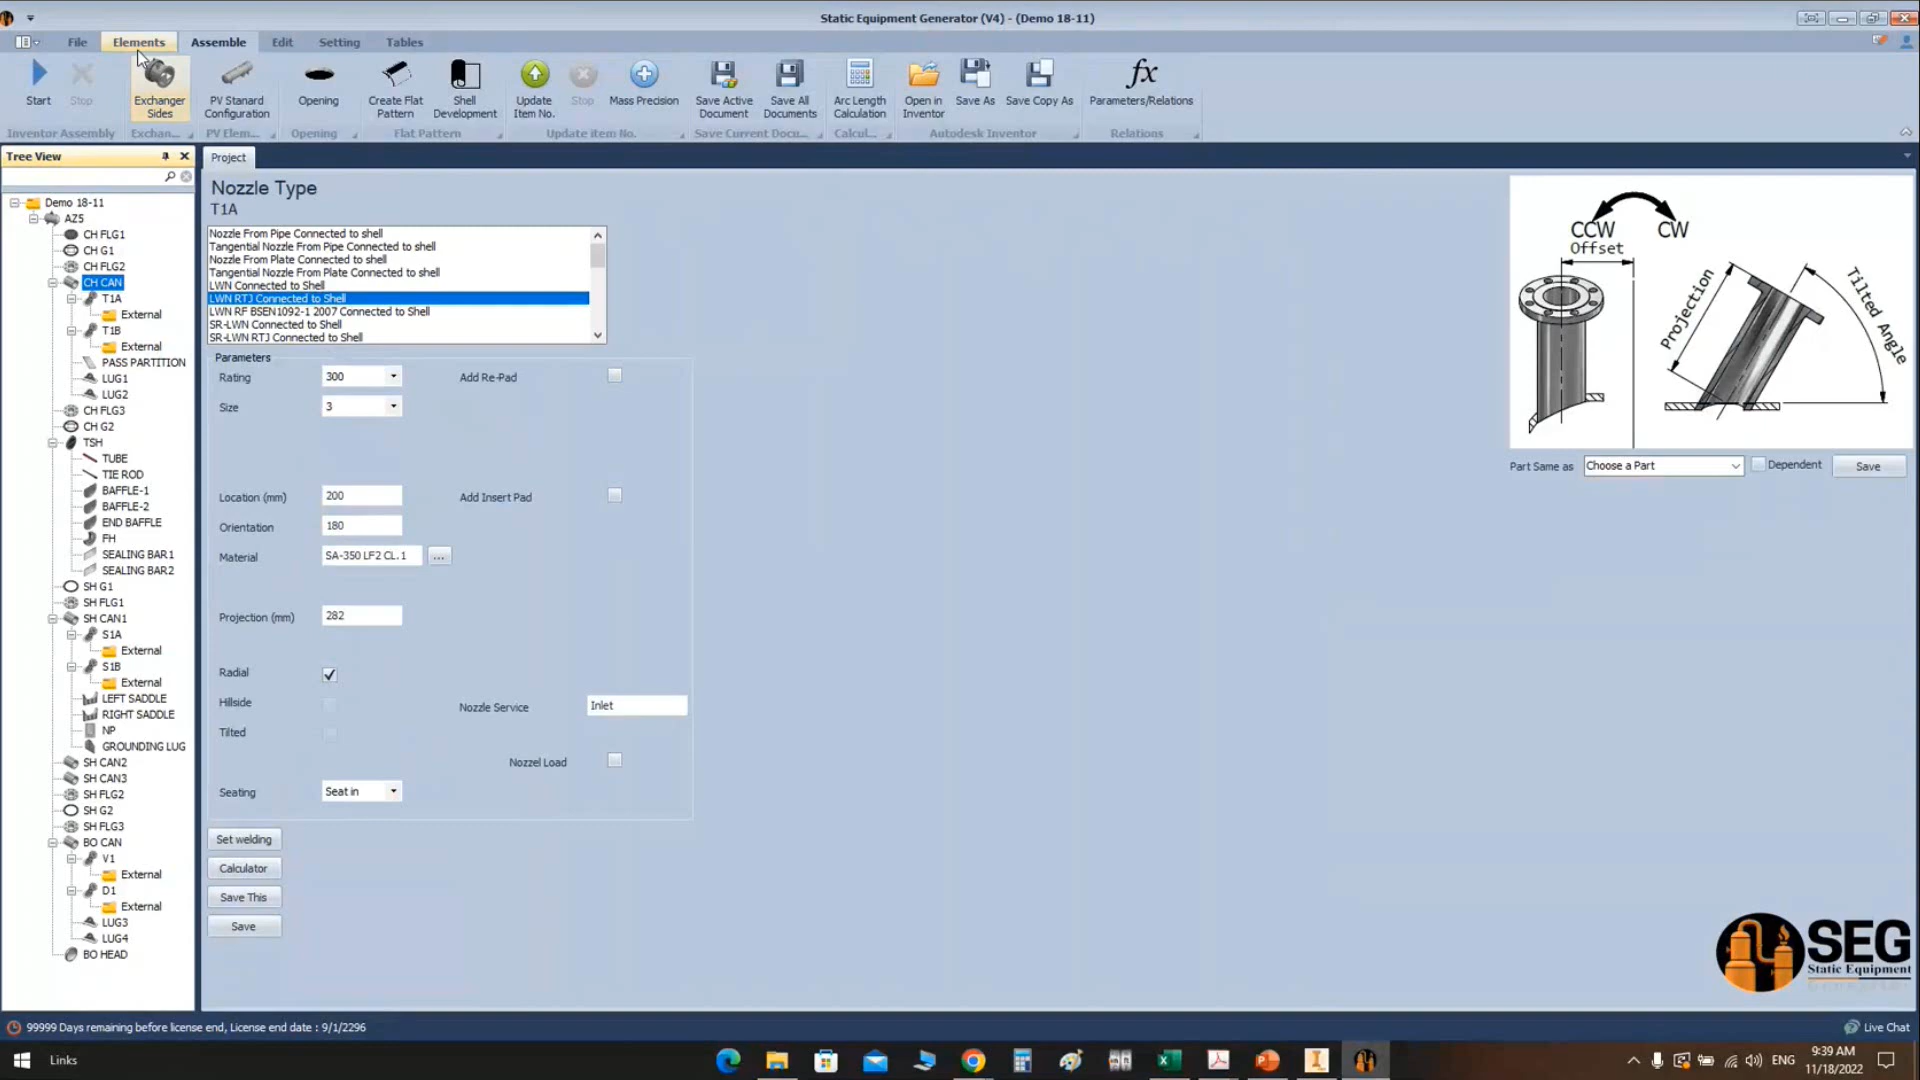 Static Equipment Generator (V4) - (Demo 18-11)
File Elements Assemble Edit Setting Tables
Start
Stop
Exchanger
Sides
PV Stanard
Configuration
Opening
Create Flat
Pattern
Shell
Development
Update
Item No.
Stop
Mass Precision
Save Active
Document
Save All
Documents
Arc Length
Calculation
Open in
Inventor
Save As
Save Copy As
fx
Parameters/Relations
Inventor Assembly Exchan... PV Elem... Opening Flat Pattern Update item No. Save Current Docu... Calcul... Autodesk Inventor Relations
Tree View
Project
Demo 18-11
AZ5
CH FLG1
CH G1
CH FLG2
CH CAN
T1A
External
T1B
External
PASS PARTITION
LUG1
LUG2
CH FLG3
CH G2
TSH
TUBE
TIE ROD
BAFFLE-1
BAFFLE-2
END BAFFLE
FH
SEALING BAR1
SEALING BAR2
SH G1
SH FLG1
SH CAN1
S1A
External
S1B
External
LEFT SADDLE
RIGHT SADDLE
NP
GROUNDING LUG
SH CAN2
SH CAN3
SH FLG2
SH G2
SH FLG3
BO CAN
V1
External
D1
External
LUG3
LUG4
BO HEAD
Nozzle Type
T1A
Nozzle From Pipe Connected to shell
Tangential Nozzle From Pipe Connected to shell
Nozzle From Plate Connected to shell
Tangential Nozzle From Plate Connected to shell
LWN Connected to Shell
LWN RTJ Connected to Shell
LWN RF BSEN1092-1 2007 Connected to Shell
SR-LWN Connected to Shell
SR-LWN RTJ Connected to Shell
Parameters
Rating 300 Add Re-Pad
Size 3
Location (mm) 200 Add Insert Pad
Orientation 180
Material SA-350 LF2 CL.1 ...
Projection (mm) 282
Radial
Hillside Nozzle Service Inlet
Tilted
Nozzel Load
Seating Seat in
Set welding
Calculator
Save This
Save
CCW CW
Offset
Projection
Tilted Angle
Part Same as Choose a Part Dependent Save
SEG
Static Equipment
99999 Days remaining before license end, License end date : 9/1/2296
Live Chat
Links
ENG
9:39 AM
11/18/2022